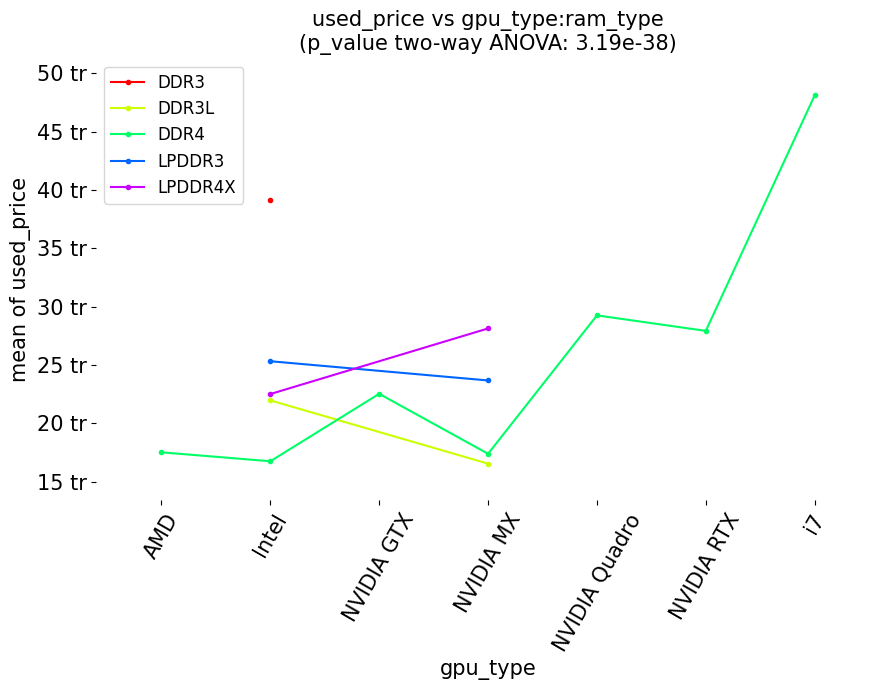 used_price vs gpu_type:ram_type
(p_value two-way ANOVA: 3.19e-38)
DDR3
DDR3L
DDR4
LPDDR3
LPDDR4X
50 tr
45 tr
40 tr
35 tr
30 tr
25 tr
20 tr
15 tr
mean of used_price
AMD
Intel
NVIDIA GTX
NVIDIA MX
NVIDIA Quadro
NVIDIA RTX
i7
gpu_type